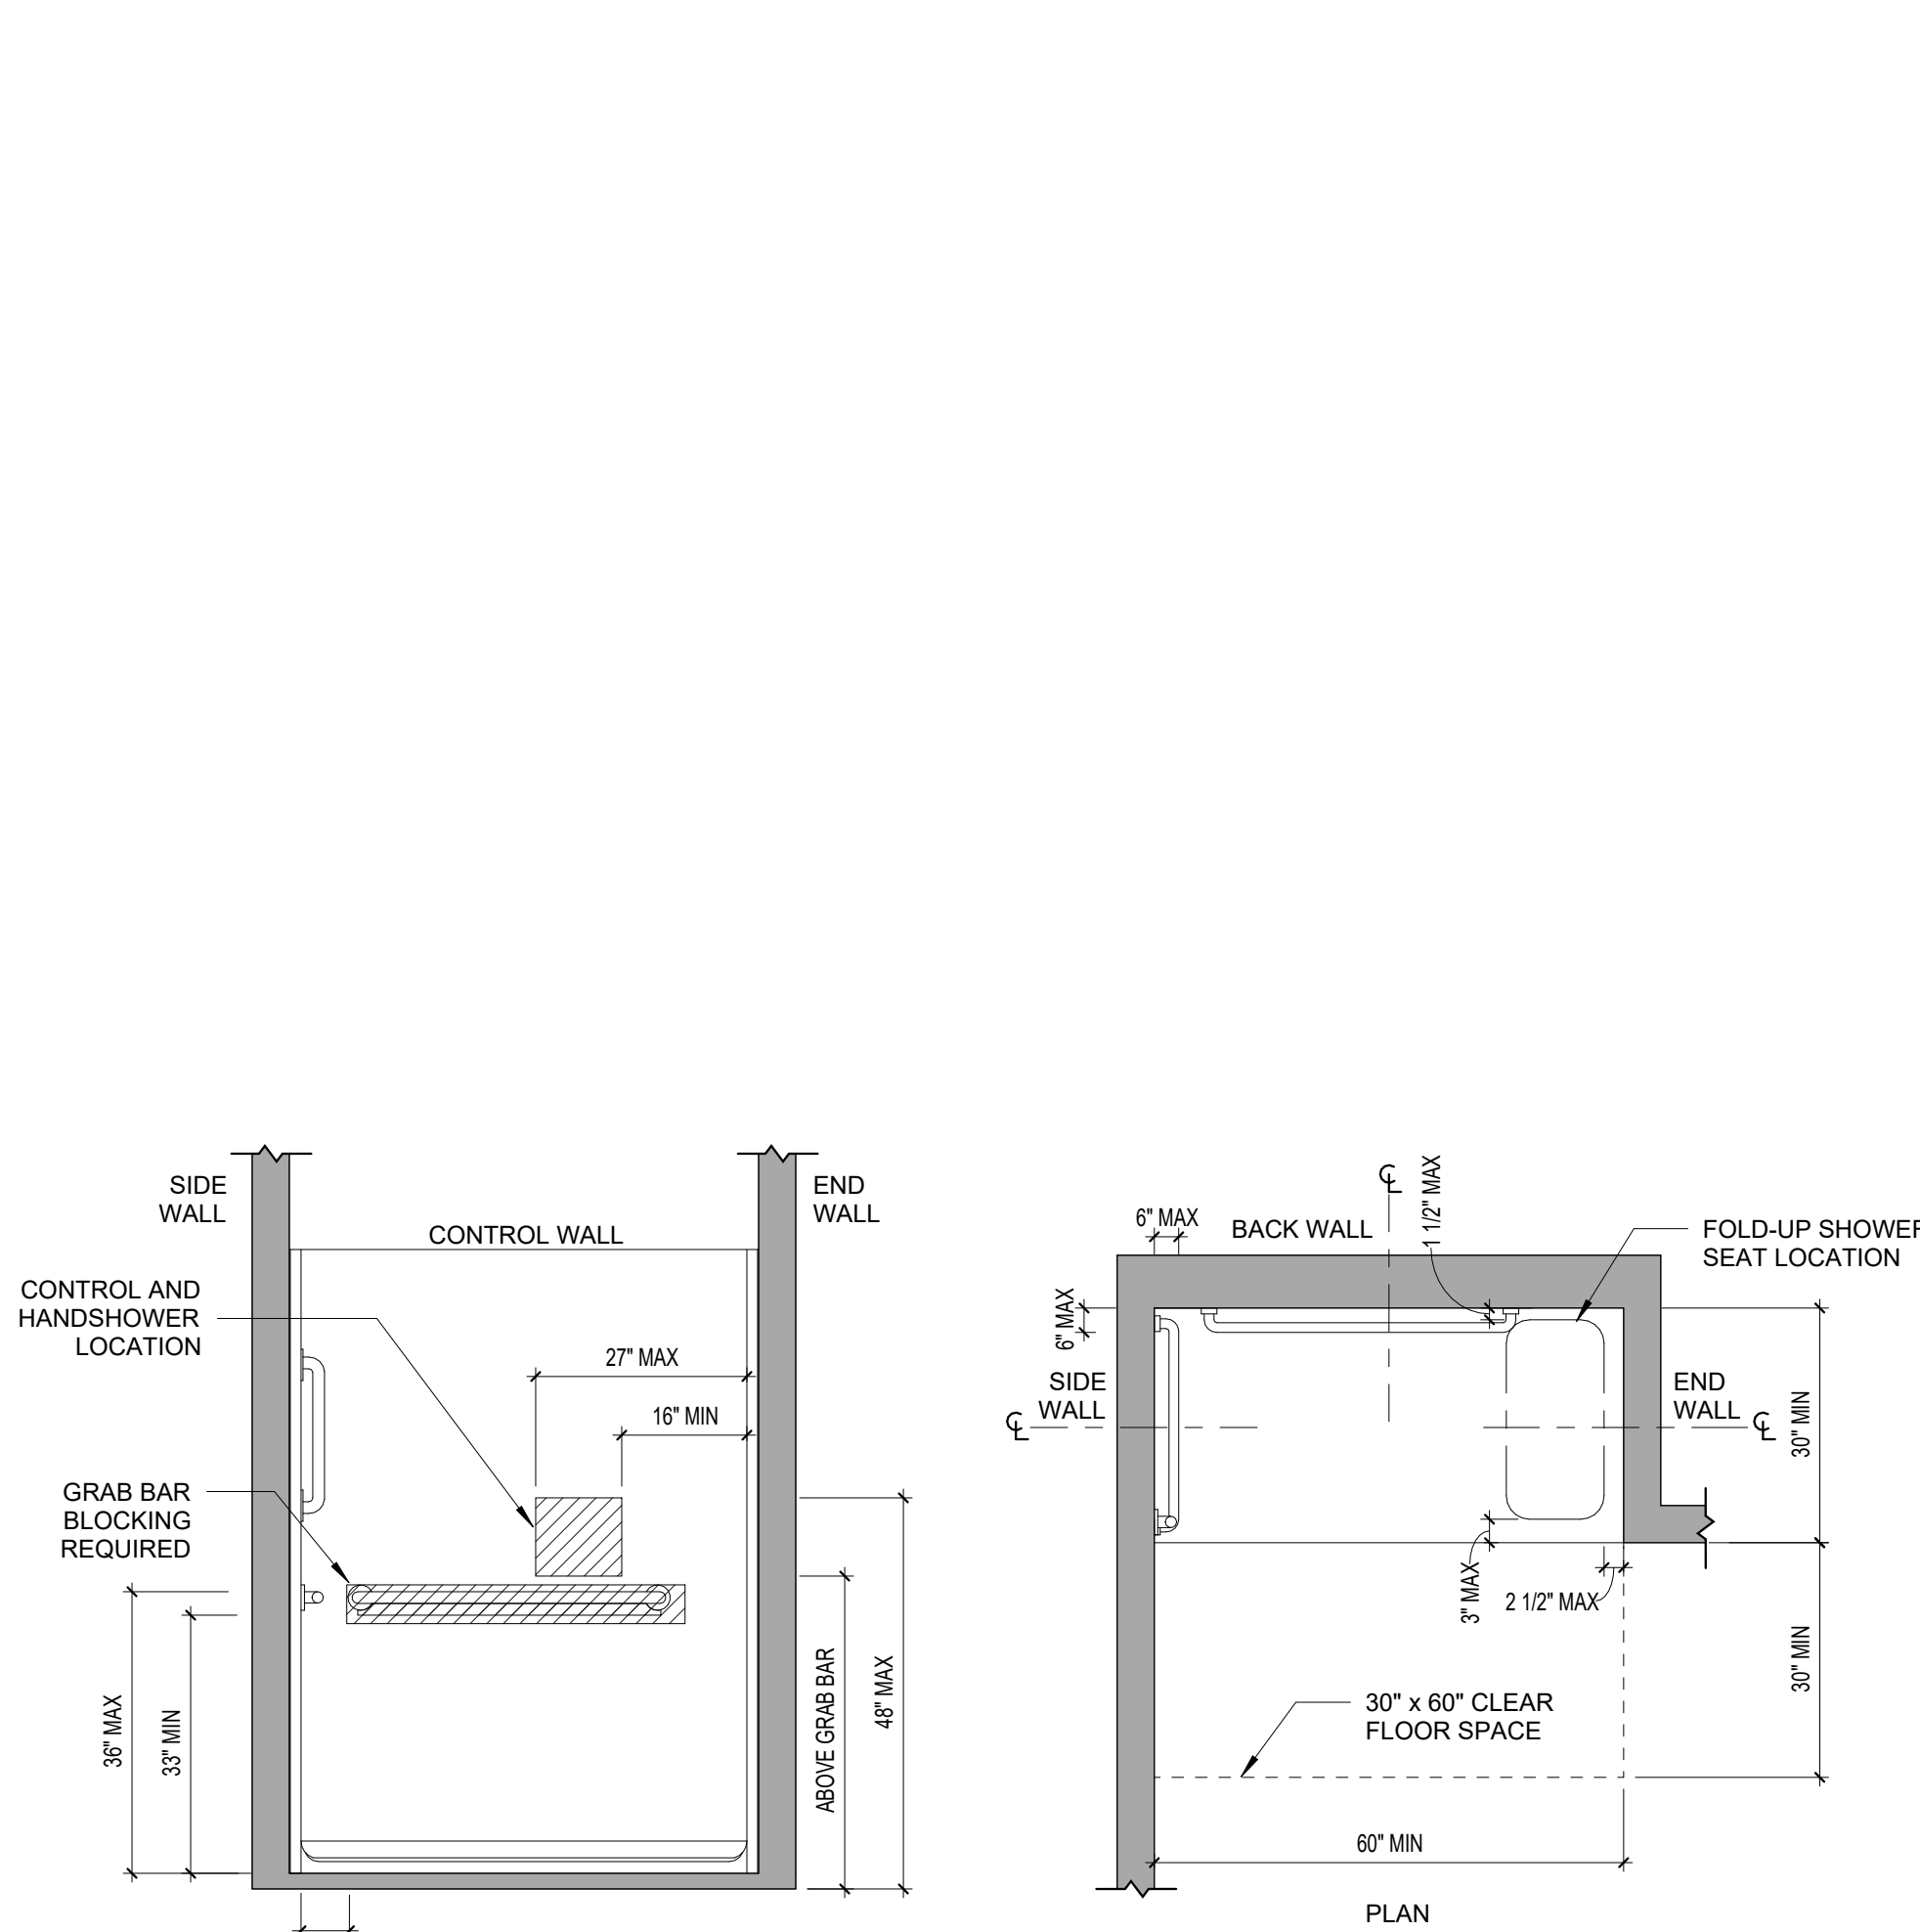 SIDE
WALL
END
WALL
CONTROL WALL
CONTROL AND
HANDSHOWER
LOCATION
27" MAX
16" MIN
GRAB BAR
BLOCKING
REQUIRED
36" MAX
33" MIN
ABOVE GRAB BAR
48" MAX
6" MAX
BACK WALL
1 1/2" MAX
FOLD-UP SHOWER
SEAT LOCATION
6" MAX
SIDE
WALL
END
WALL
30" MIN
3" MAX
2 1/2" MAX
30" MIN
30" x 60" CLEAR
FLOOR SPACE
60" MIN
PLAN